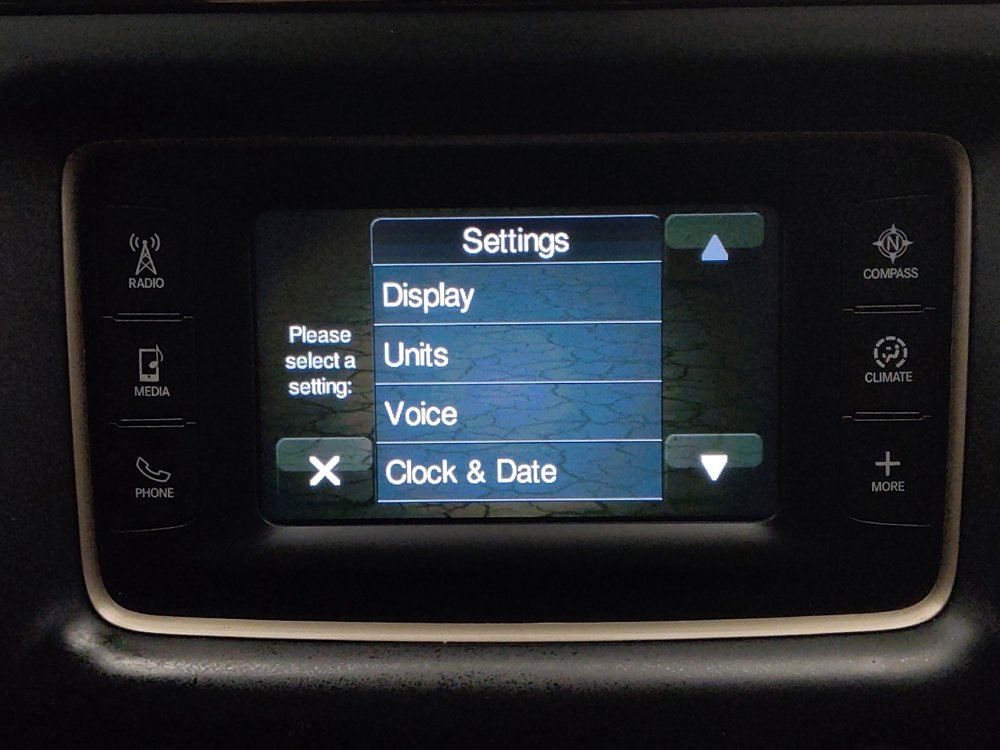 RADIO
MEDIA
PHONE
Please
select a
setting:
Settings
Display
Units
Voice
Clock & Date
N
COMPASS
CLIMATE
MORE